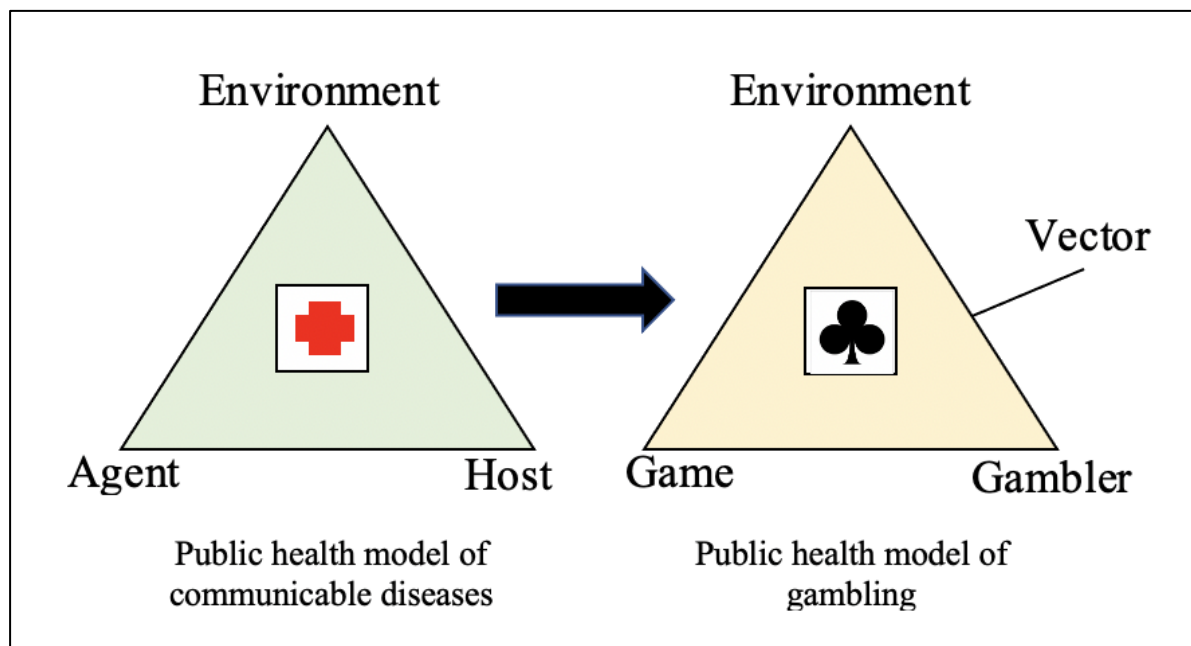 Environment
Environment
Vector
Agent
Host
Game
Gambler
Public health model of
communicable diseases
Public health model of
gambling